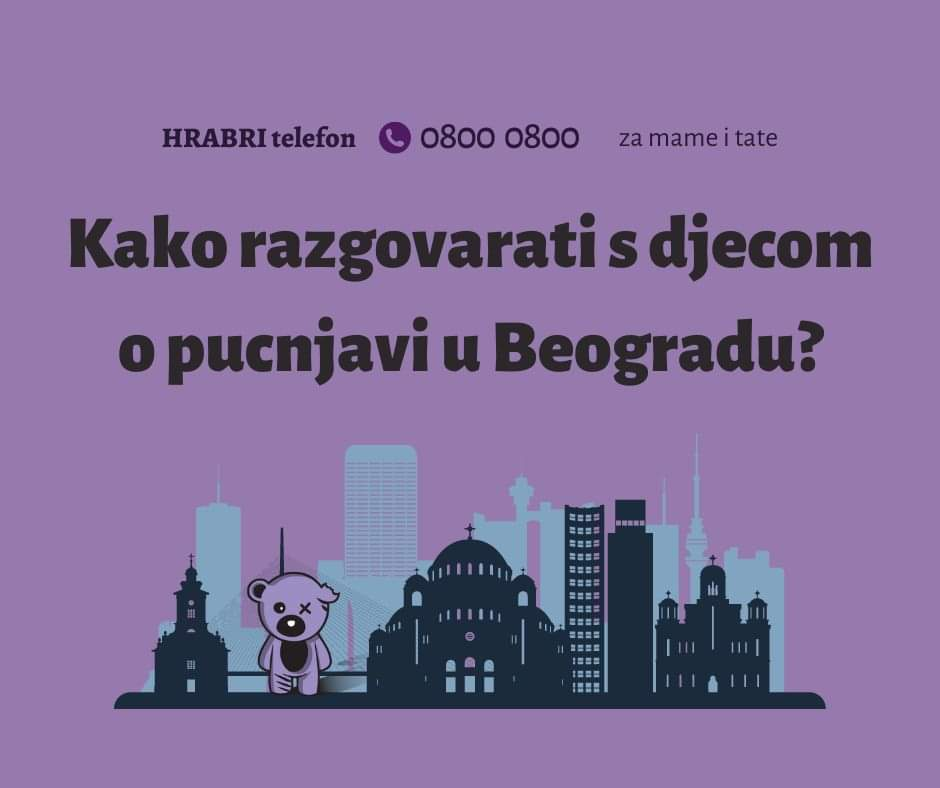 HRABRI telefon 0800 0800 za mame i tate
Kako razgovarati s djecom
o pucnjavi u Beogradu?